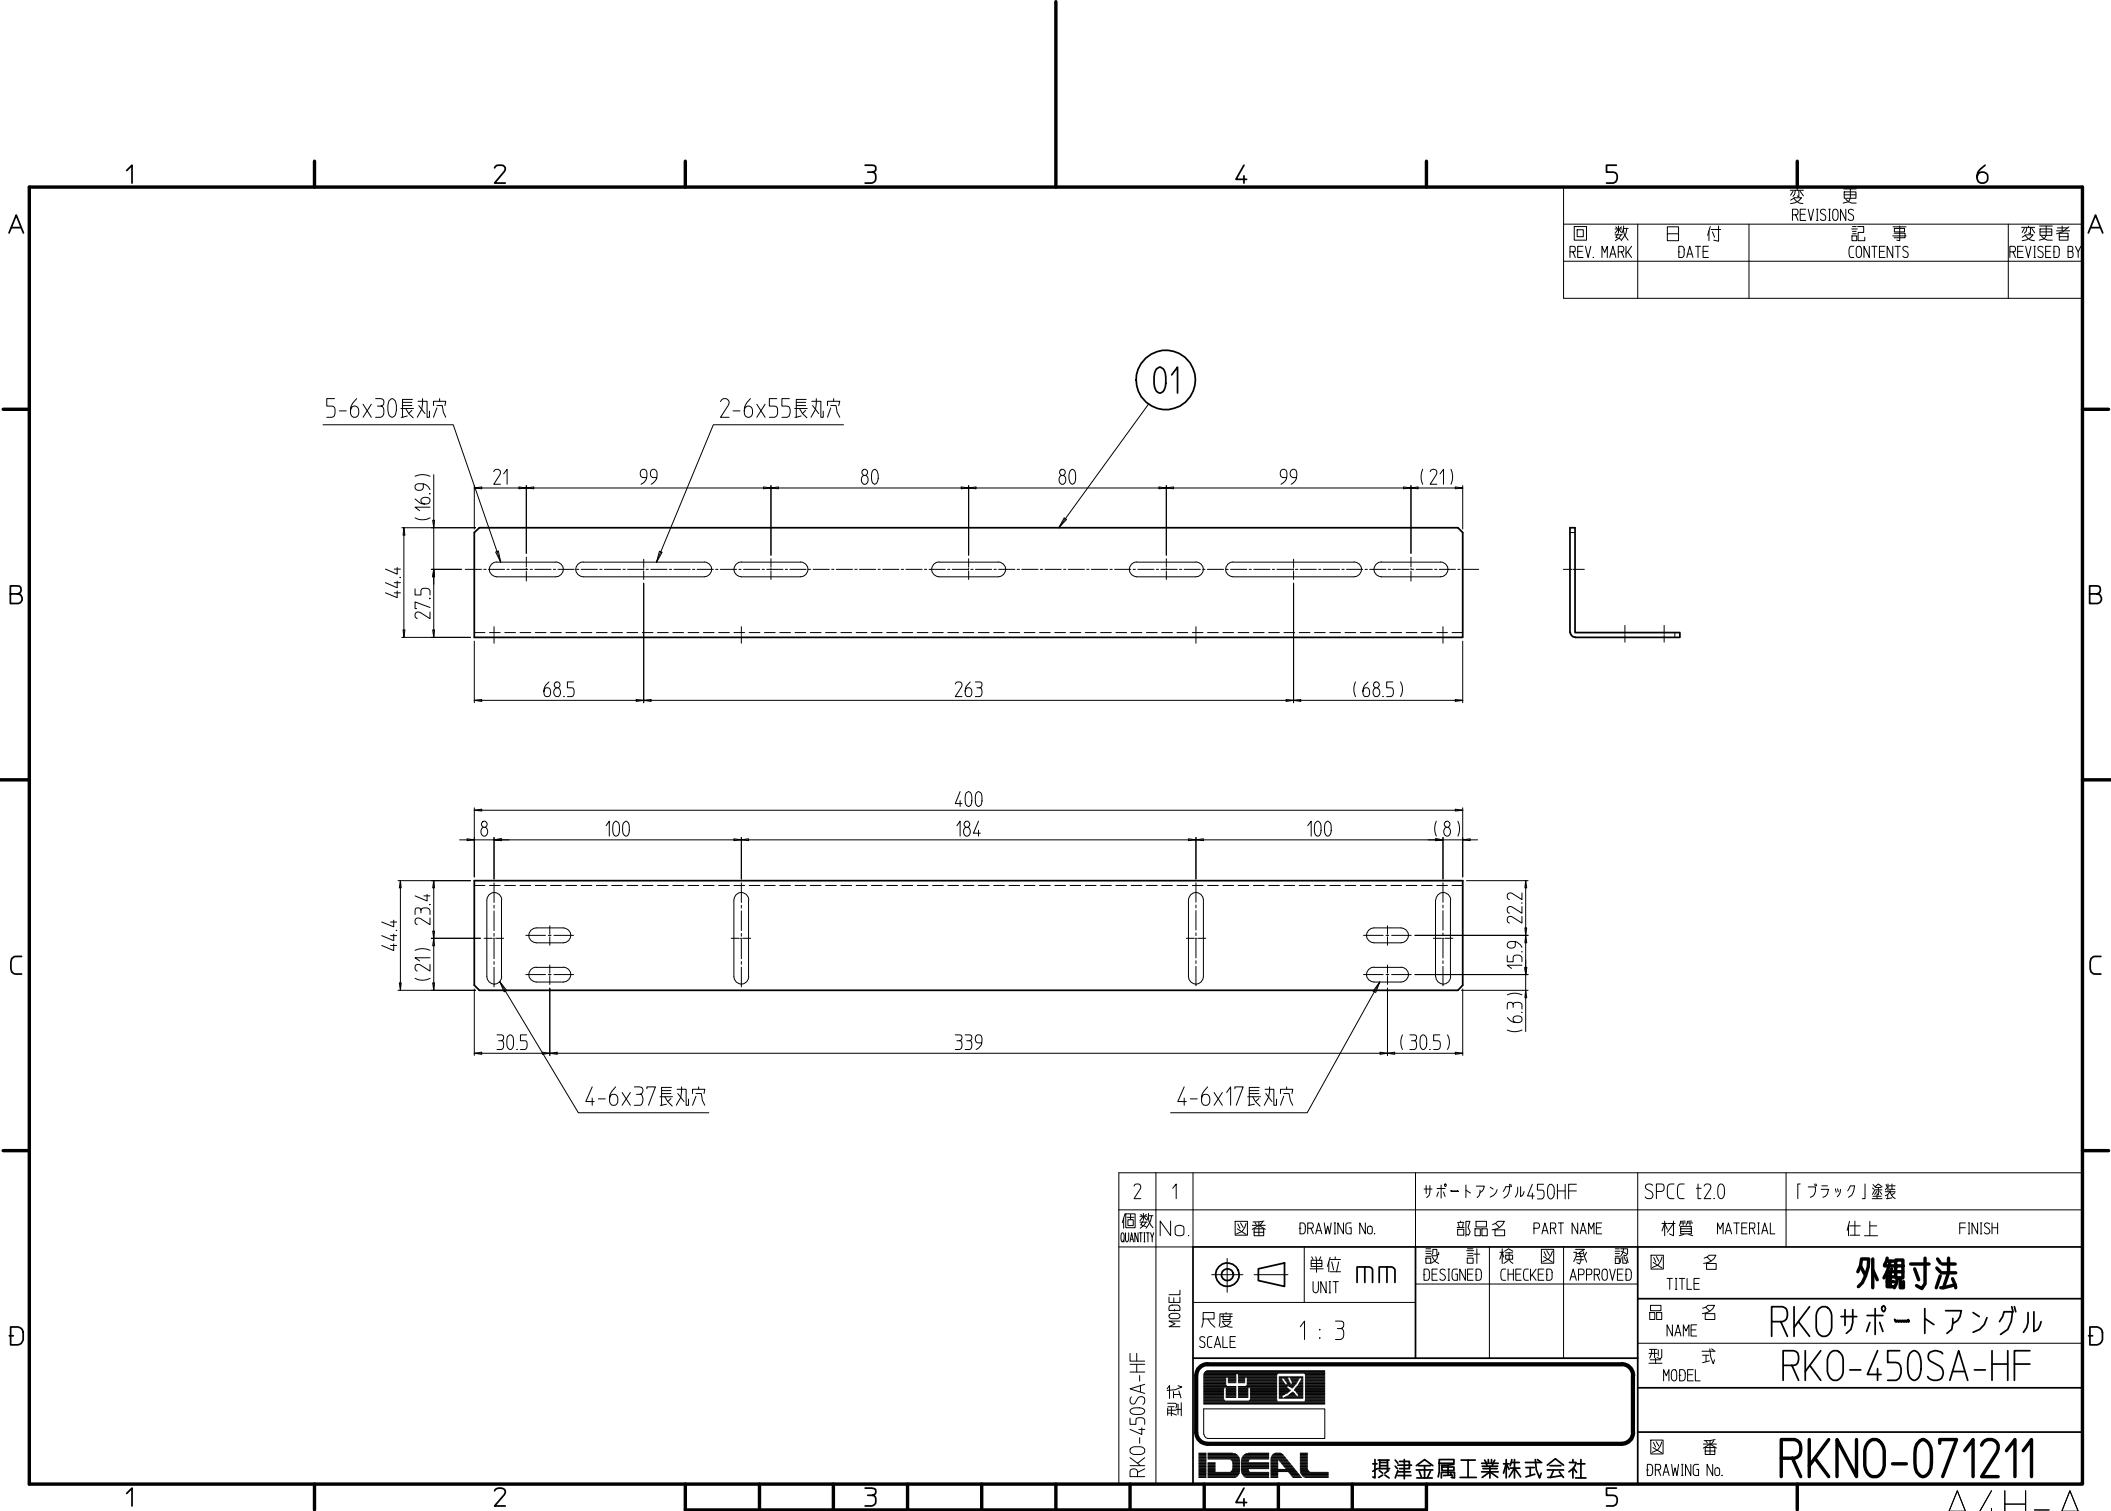 1 2 3 4 5 6
A A
変 更
REVISIONS
回 数 日 付 記 事 変更者
REV. MARK DATE CONTENTS REVISED BY
01
5-6x30長丸穴 2-6x55長丸穴
21 99 80 80 99 (21)
(16.9)
44.4
27.5
B B
68.5 263 (68.5)
400
8 100 184 100 (8)
44.4
23.4
(21)
22.2
15.9
(6.3)
C C
30.5 339 (30.5)
4-6x37長丸穴 4-6x17長丸穴
2 1 サポートアングル450HF SPCC t2.0 「ブラック」塗装
個数 No. 図番 DRAWING No. 部品名 PART NAME 材質 MATERIAL 仕上 FINISH
QUANTITY
単位 mm
UNIT
設 計 検 図 承 認
DESIGNED CHECKED APPROVED
図 名
TITLE
外観寸法
尺度
SCALE
1 : 3
品 名
NAME
RKOサポートアングル
型 式
MODEL
RKO-450SA-HF
MODEL
型式
RKO-450SA-HF
出 図
図 番
DRAWING No.
RKNO-071211
IDEAL 摂津金属工業株式会社
D D
1 2 3 4 5
A4H-A